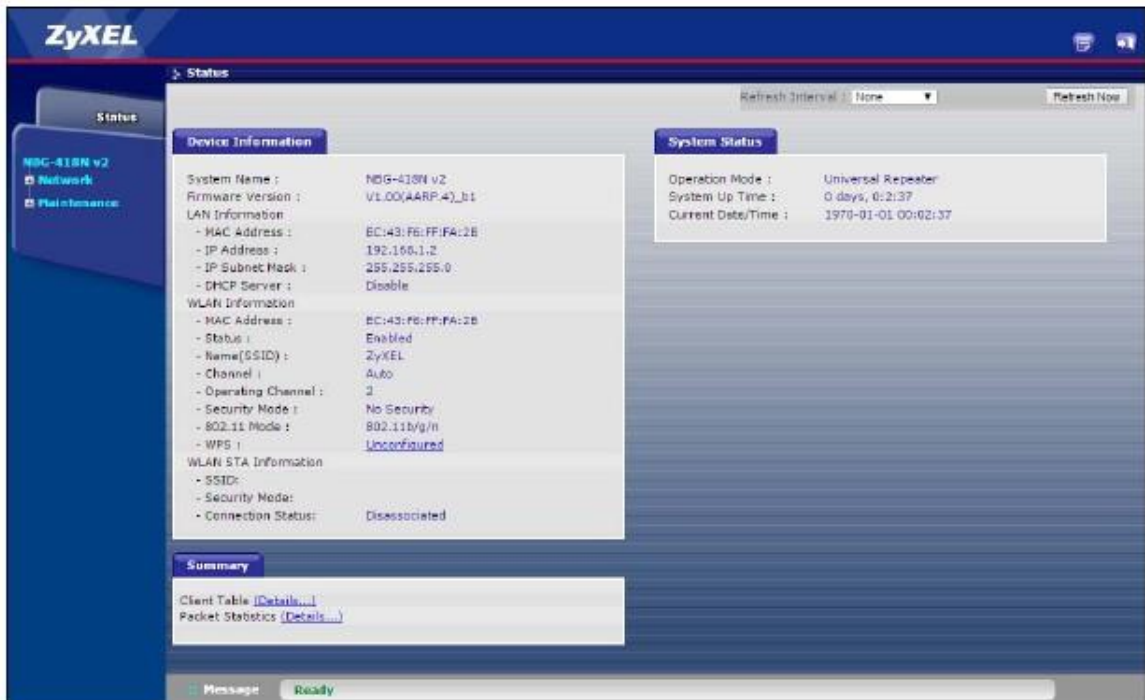 ZyXEL
Status
Refresh Interval : None
Refresh Now
Status
NBG-418N v2
Network
Maintenance
Device Information
System Name : NBG-418N v2
Firmware Version : V1.00(AARP.4)_b1
LAN Information
- MAC Address : EC:43:F6:FF:FA:2B
- IP Address : 192.168.1.2
- IP Subnet Mask : 255.255.255.0
- DHCP Server : Disable
WLAN Information
- MAC Address : EC:43:F6:FF:FA:2B
- Status : Enabled
- Name(SSID) : ZyXEL
- Channel : Auto
- Operating Channel : 2
- Security Mode : No Security
- 802.11 Mode : 802.11b/g/n
- WPS : Unconfigured
WLAN STA Information
- SSID:
- Security Mode:
- Connection Status: Disassociated
System Status
Operation Mode : Universal Repeater
System Up Time : 0 days, 0:2:37
Current Date/Time : 1970-01-01 00:02:37
Summary
Client Table (Details...)
Packet Statistics (Details...)
Message Ready